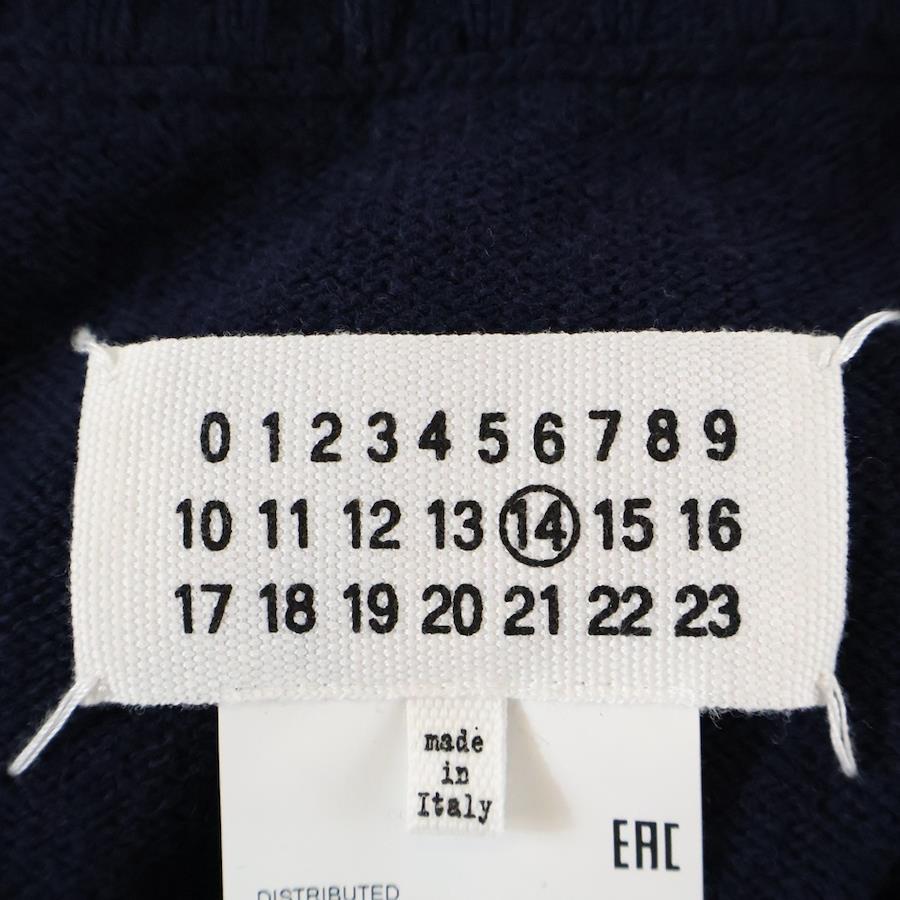 0 1 2 3 4 5 6 7 8 9
10 11 12 13 14 15 16
17 18 19 20 21 22 23
made
in
Italy
EAC
DISTRIBUTED